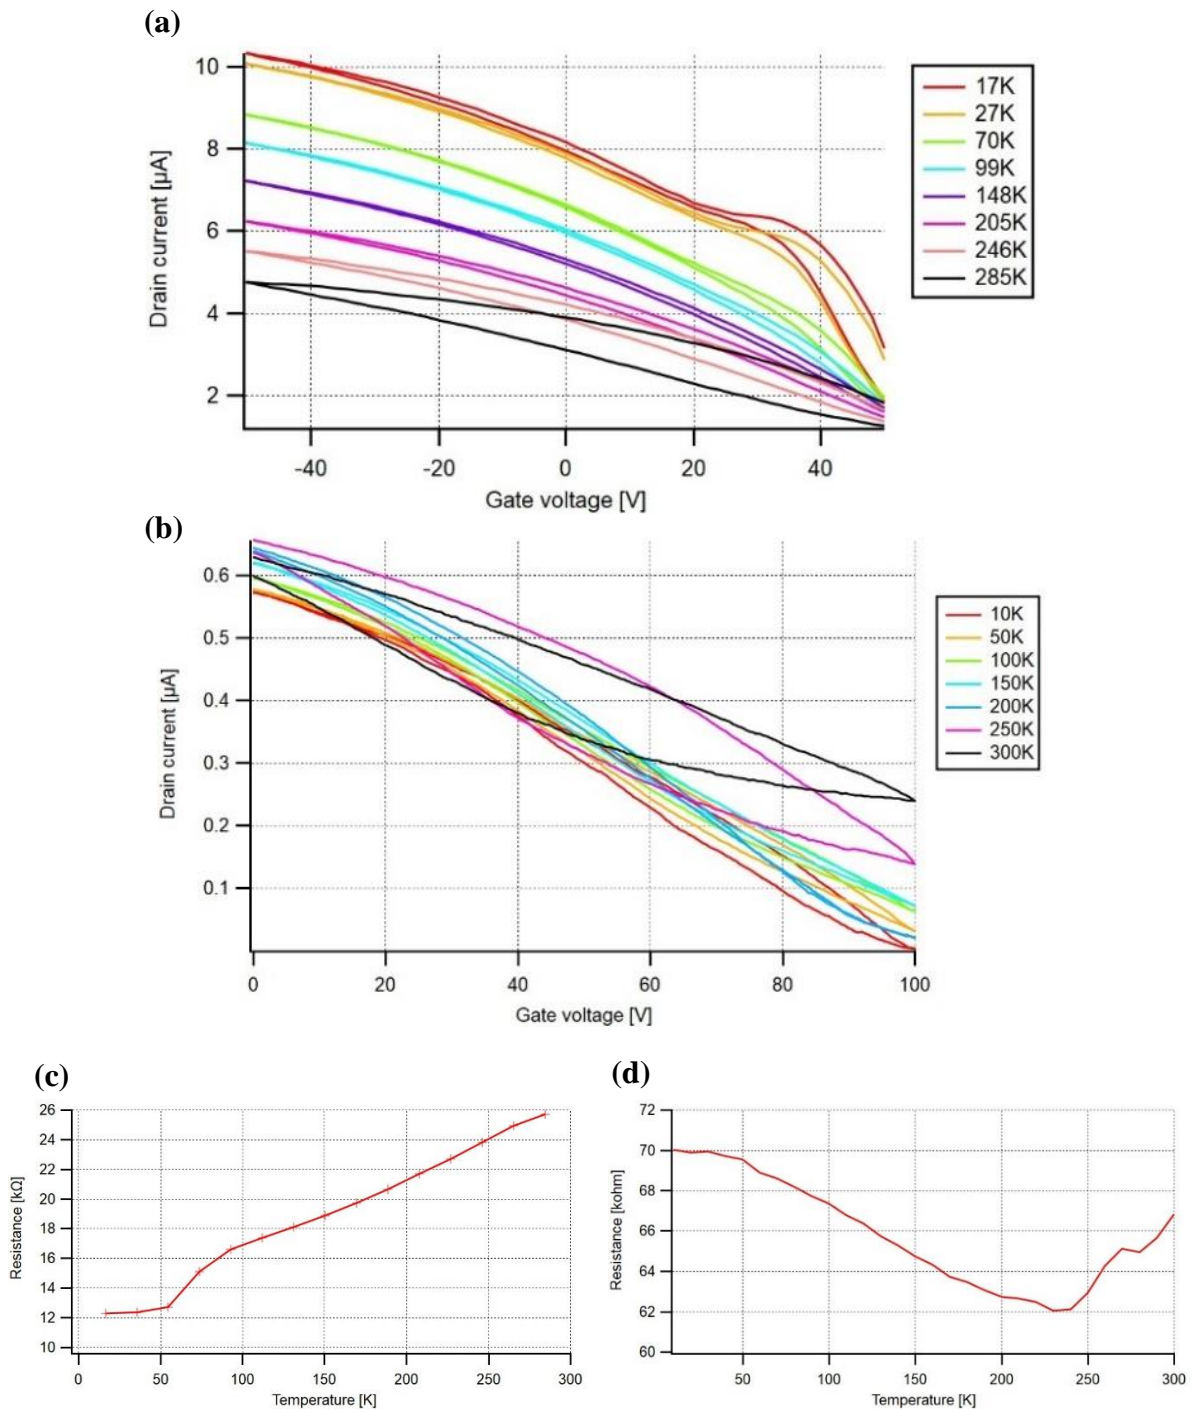 (a)
Drain current [µA]
10
8
6
4
2
-40 -20 0 20 40
Gate voltage [V]
17K
27K
70K
99K
148K
205K
246K
285K
(b)
Drain current [µA]
0.6
0.5
0.4
0.3
0.2
0.1
0 20 40 60 80 100
Gate voltage [V]
10K
50K
100K
150K
200K
250K
300K
(c)
Resistance [kΩ]
26
24
22
20
18
16
14
12
10
0 50 100 150 200 250 300
Temperature [K]
(d)
Resistance [kohm]
72
70
68
66
64
62
60
50 100 150 200 250 300
Temperature [K]